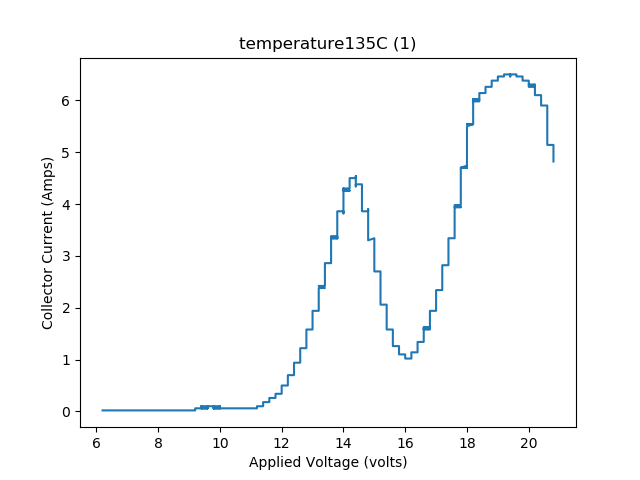 temperature135C (1)
Collector Current (Amps)
6
5
4
3
2
1
0
6 8 10 12 14 16 18 20
Applied Voltage (volts)